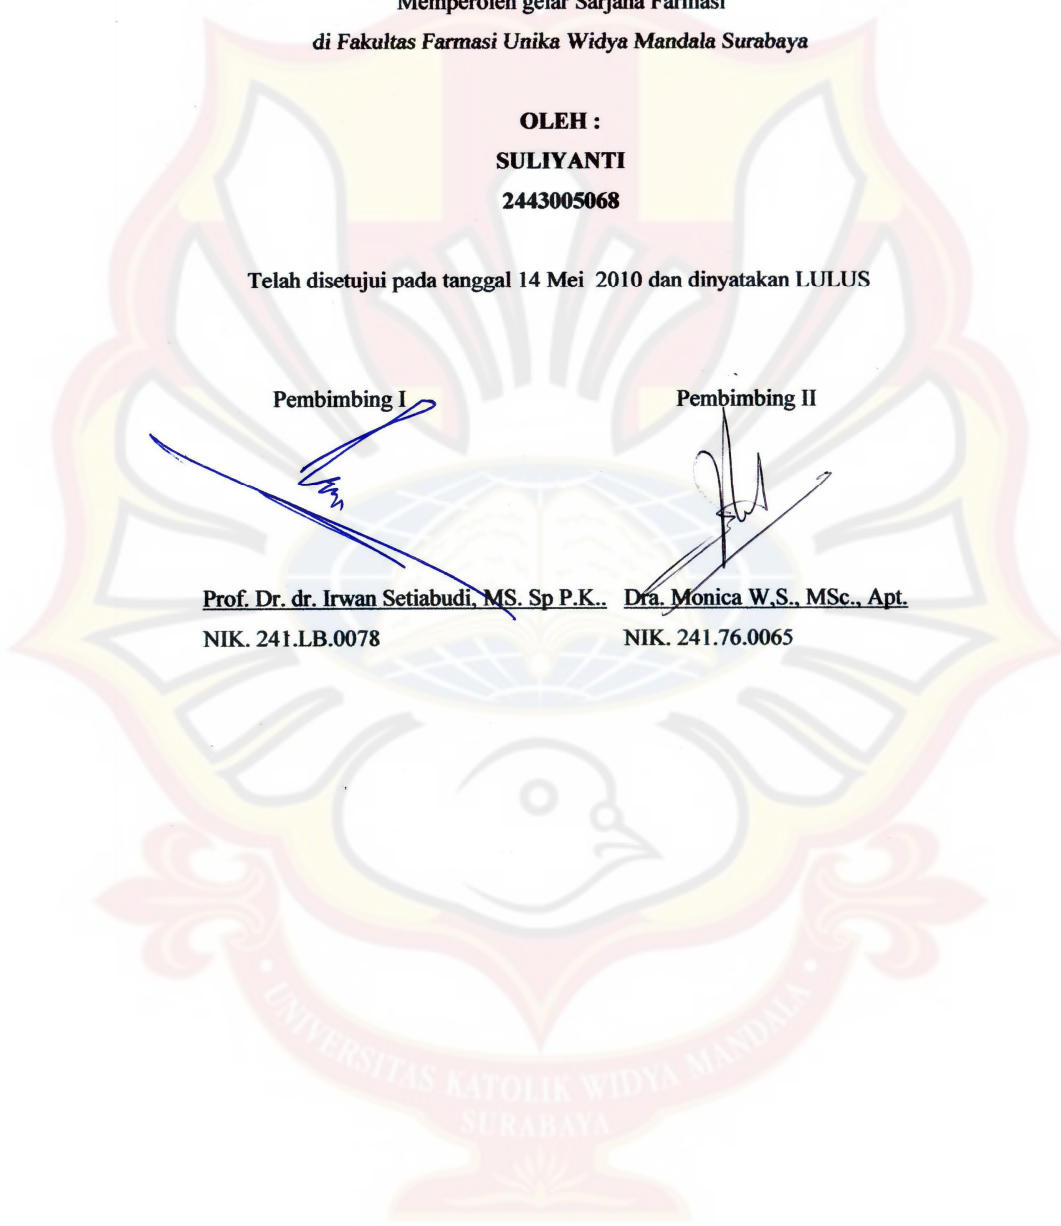 Memperoleh gelar Sarjana Farmasi
di Fakultas Farmasi Unika Widya Mandala Surabaya
OLEH :
SULIYANTI
2443005068
Telah disetujui pada tanggal 14 Mei 2010 dan dinyatakan LULUS
Pembimbing I
Pembimbing II
Prof. Dr. dr. Irwan Setiabudi, MS. Sp P.K..
Dra. Monica W,S., MSc., Apt.
NIK. 241.LB.0078
NIK. 241.76.0065
UNIVERSITAS KATOLIK WIDYA MANDALA
SURABAYA